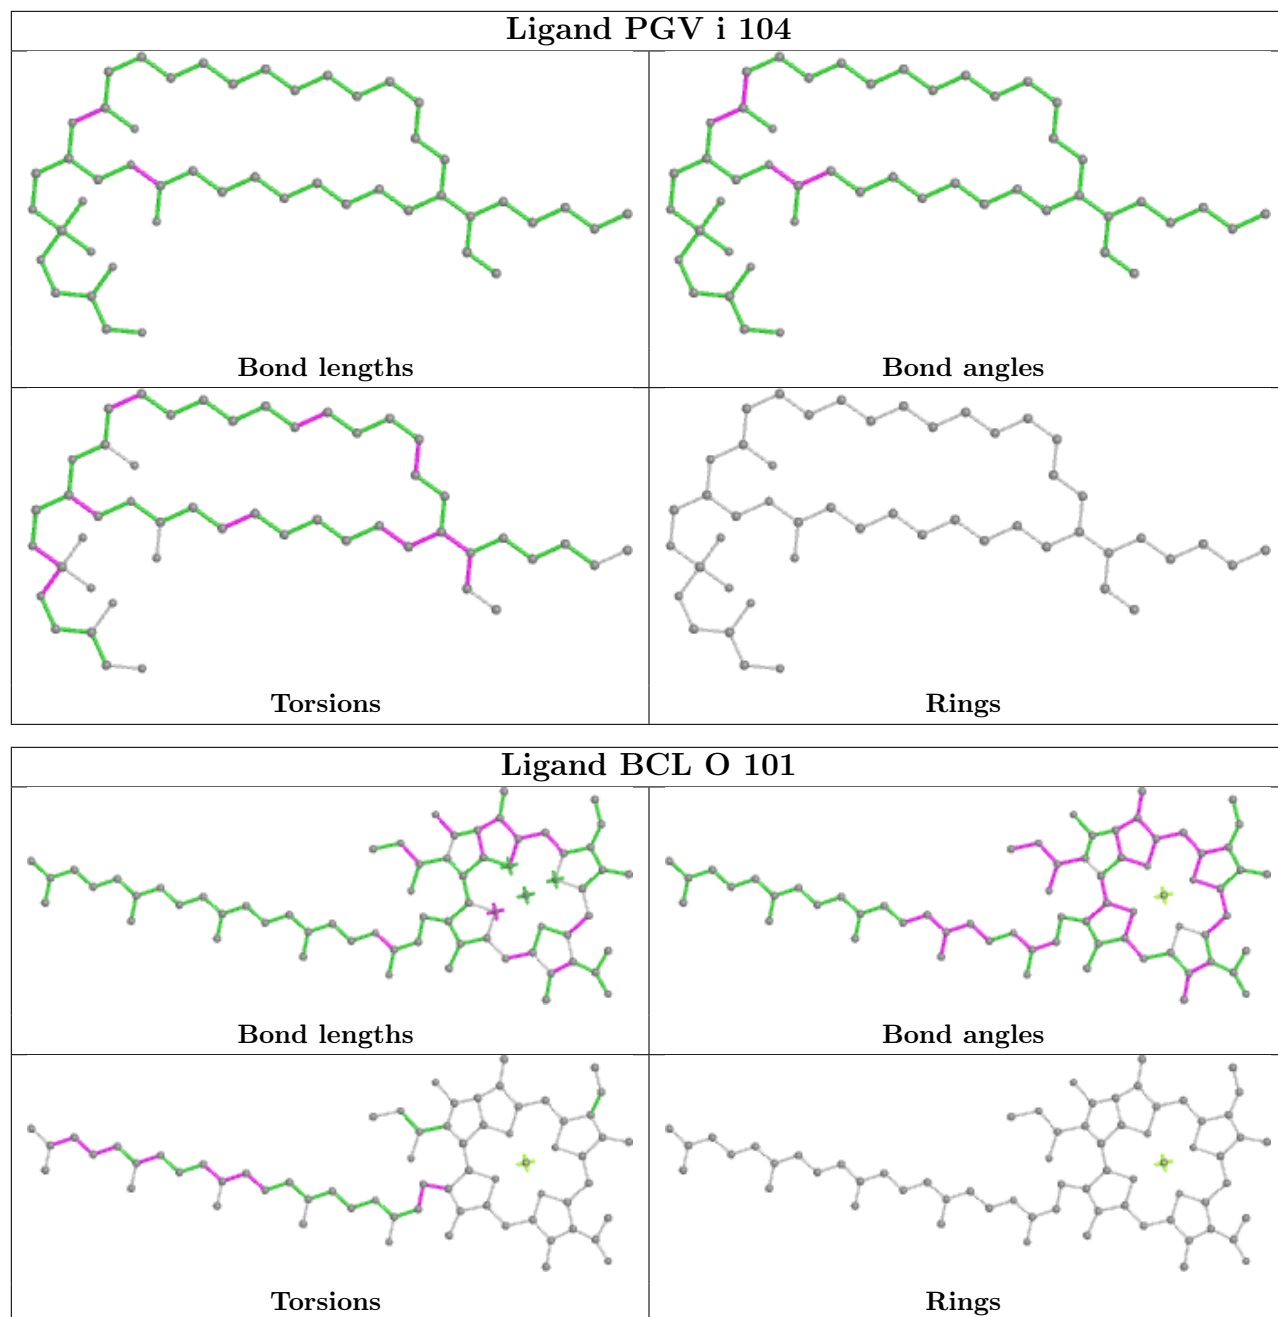 Ligand PGV i 104
Bond lengths
Bond angles
Torsions
Rings
Ligand BCL O 101
Bond lengths
Bond angles
Torsions
Rings